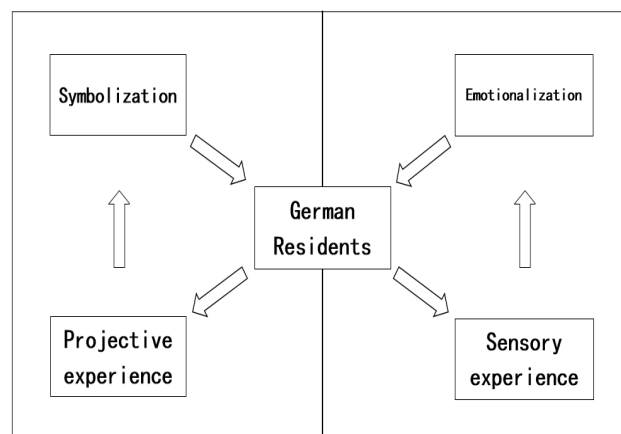 Symbolization
Emotionalization
German
Residents
Projective
experience
Sensory
experience